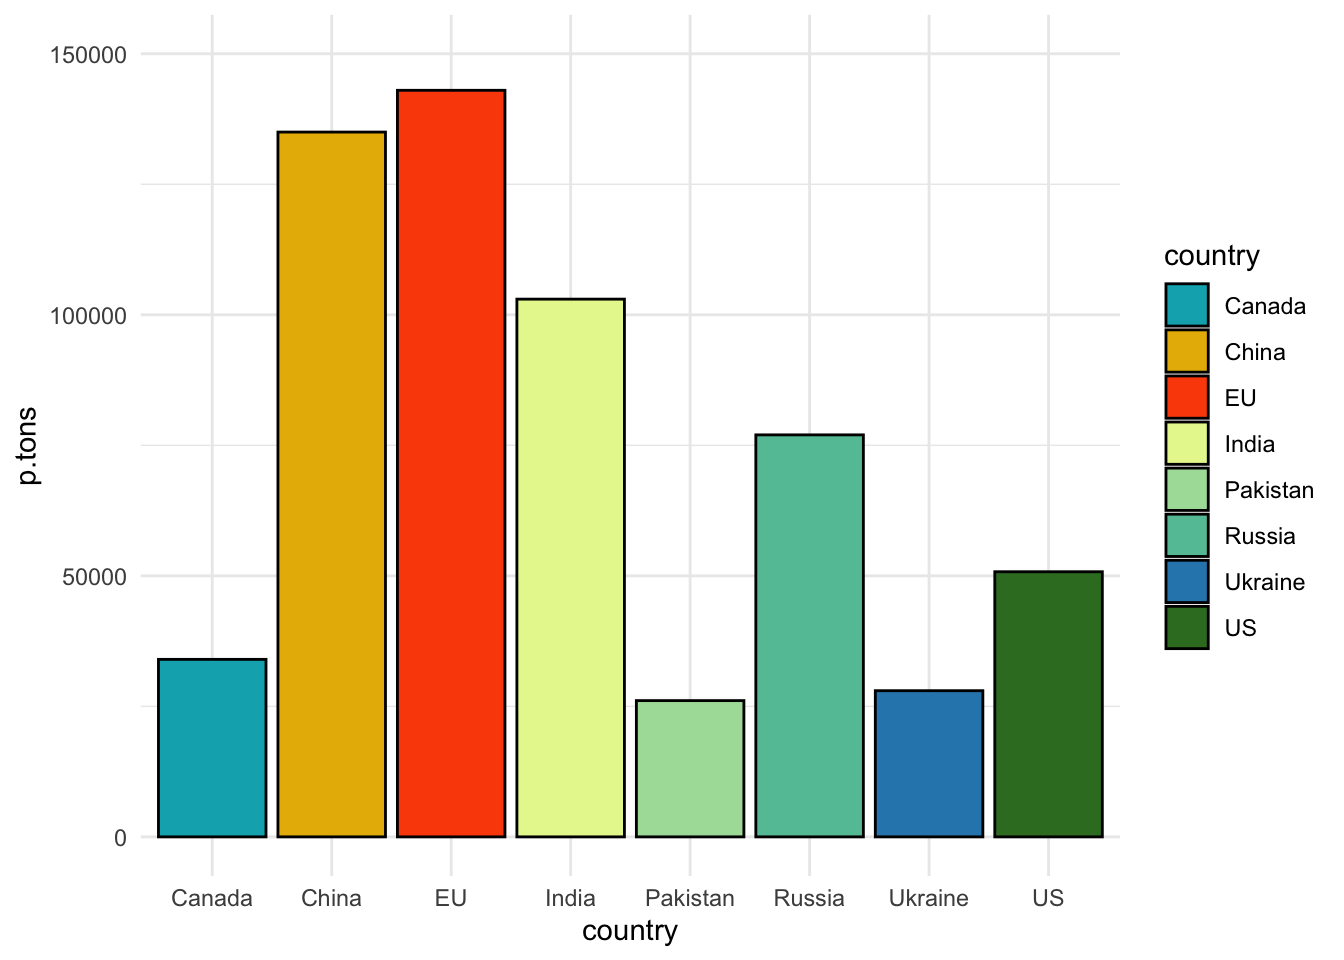 150000
100000
50000
0
p.tons
Canada
China
EU
India
Pakistan
Russia
Ukraine
US
country
country
Canada
China
EU
India
Pakistan
Russia
Ukraine
US